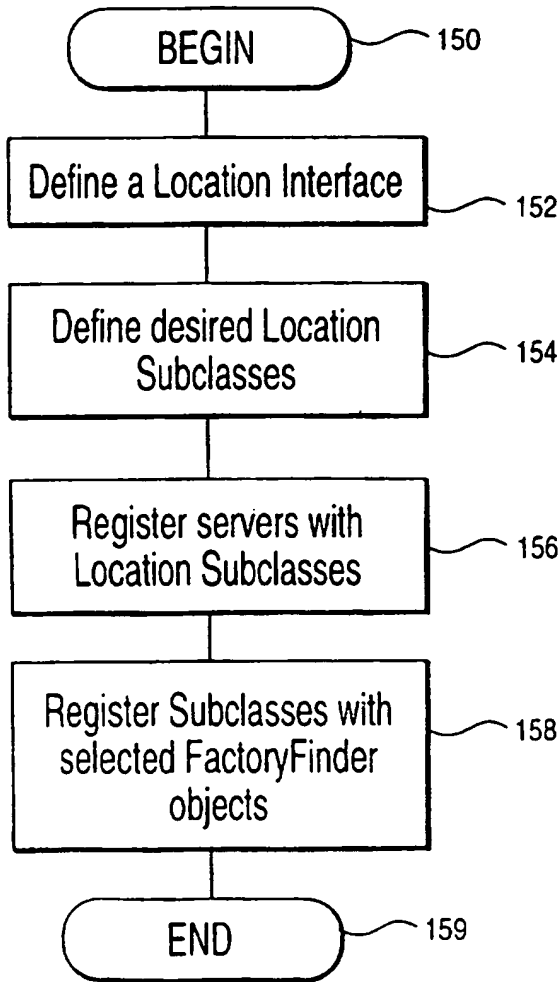 BEGIN
150
Define a Location Interface
152
Define desired Location
Subclasses
154
Register servers with
Location Subclasses
156
Register Subclasses with
selected FactoryFinder
objects
158
END
159